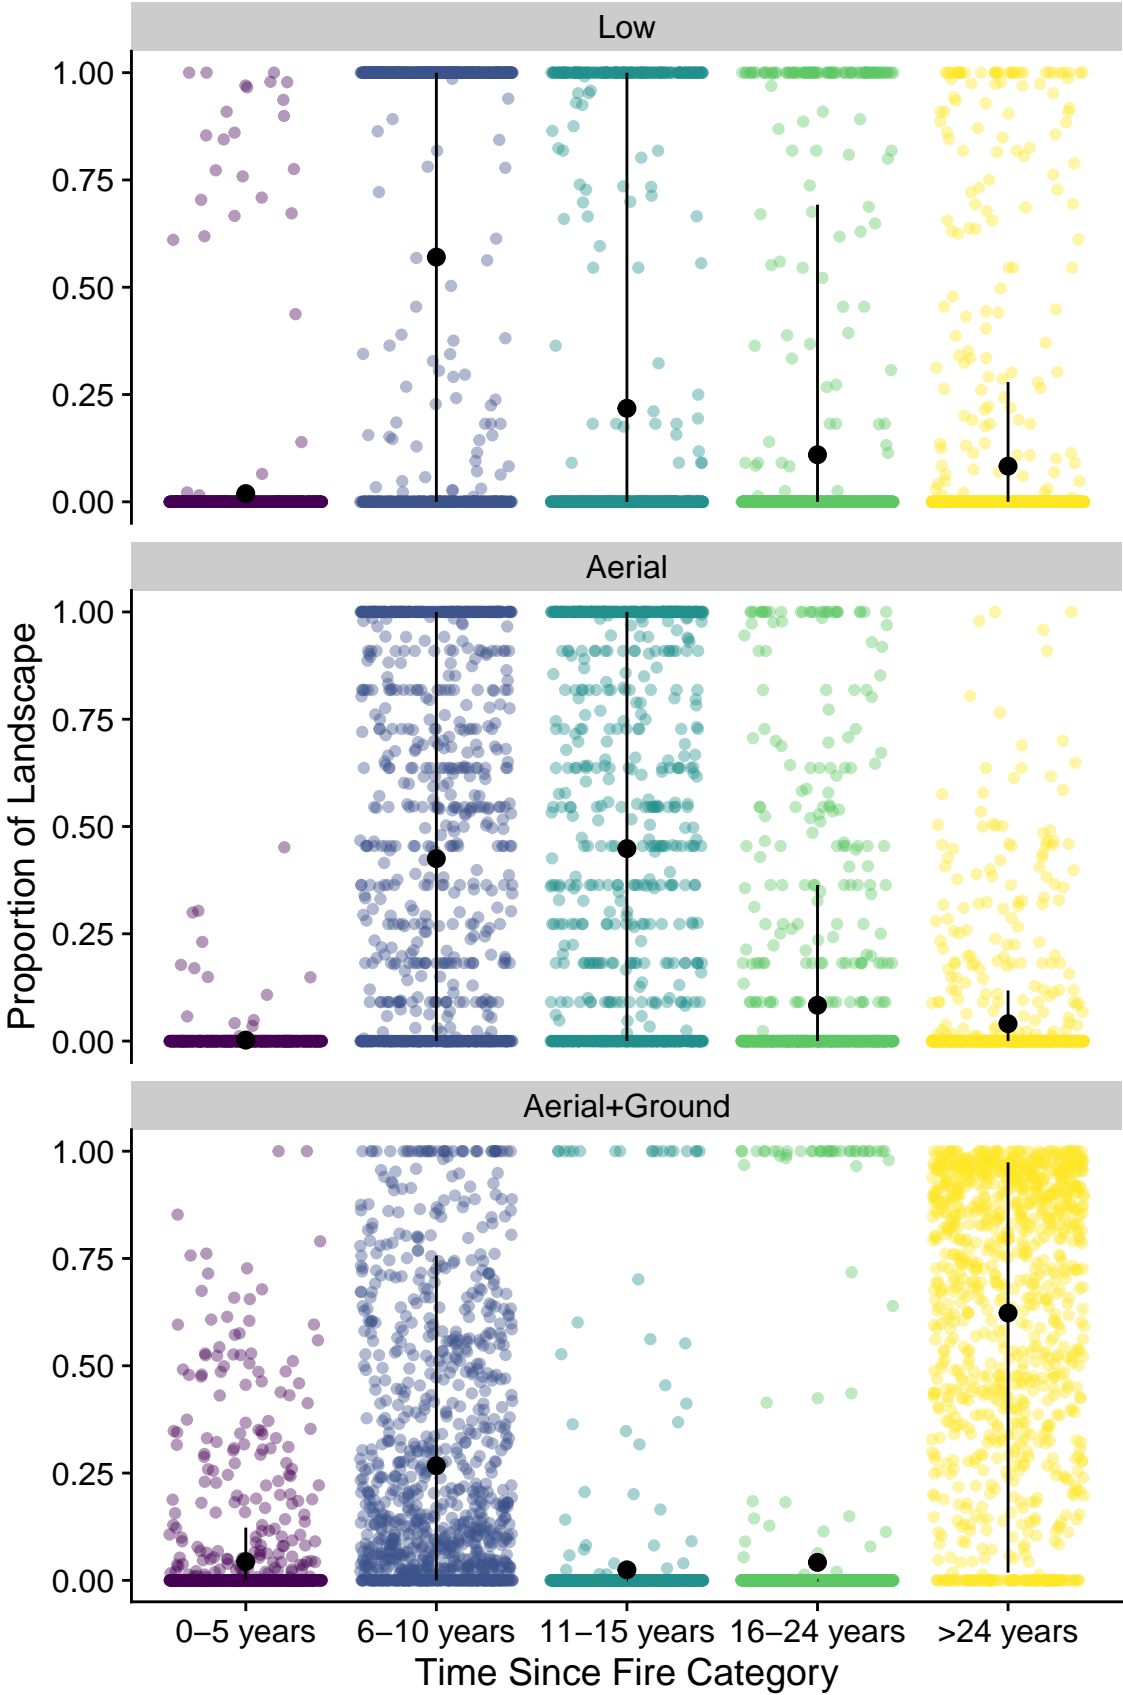 Low
1.00
0.75
0.50
0.25
0.00
Aerial
1.00
0.75
0.50
0.25
0.00
Proportion of Landscape
Aerial+Ground
1.00
0.75
0.50
0.25
0.00
0–5 years 6–10 years 11–15 years 16–24 years >24 years
Time Since Fire Category